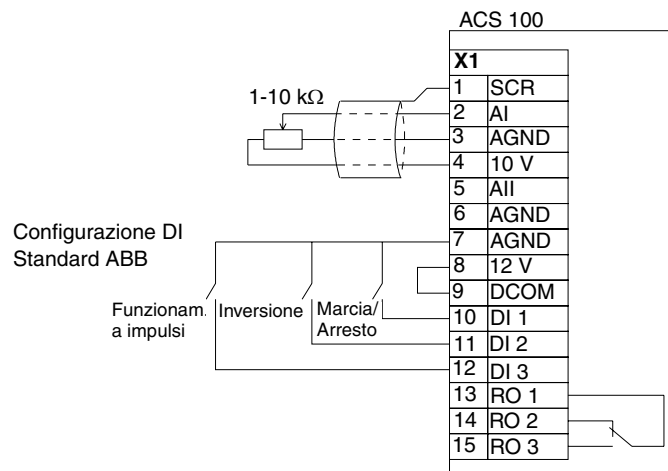 ACS 100
X1
1 SCR
1-10 kΩ
2 AI
3 AGND
4 10 V
5 AII
6 AGND
Configurazione DI
Standard ABB
7 AGND
8 12 V
9 DCOM
Funzionam.
a impulsi
Inversione
Marcia/
Arresto
10 DI 1
11 DI 2
12 DI 3
13 RO 1
14 RO 2
15 RO 3